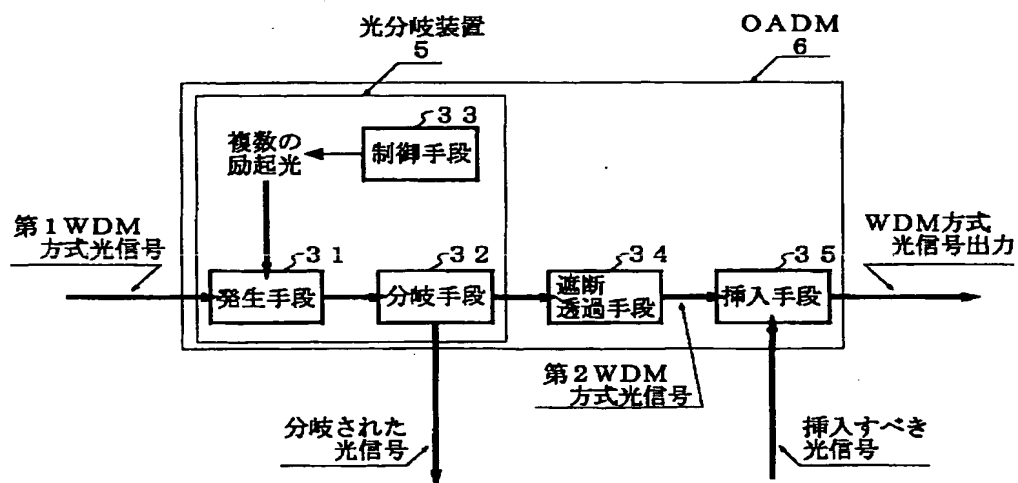 光分岐装置
5
OADM
6
33
複数の
励起光
制御手段
第1WDM
方式光信号
31
発生手段
32
分岐手段
34
遮断
透過手段
35
挿入手段
WDM方式
光信号出力
第2WDM
方式光信号
分岐された
光信号
挿入すべき
光信号